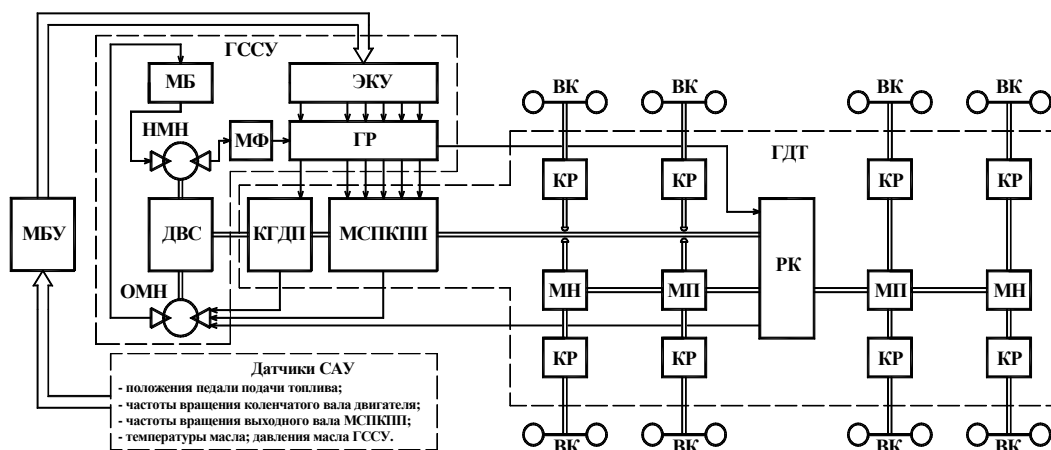 ГССУ
ВК ВК ВК ВК
МБ
ЭКУ
НМН
МФ
ГР
ГДТ
КР КР КР КР
МБУ
ДВС
КГДП
МСПКПП
РК
ОМН
МН МП МП МН
КР КР КР КР
Датчики САУ
- положения педали подачи топлива;
- частоты вращения коленчатого вала двигателя;
- частоты вращения выходного вала МСПКПП;
- температуры масла; давления масла ГССУ.
ВК ВК ВК ВК